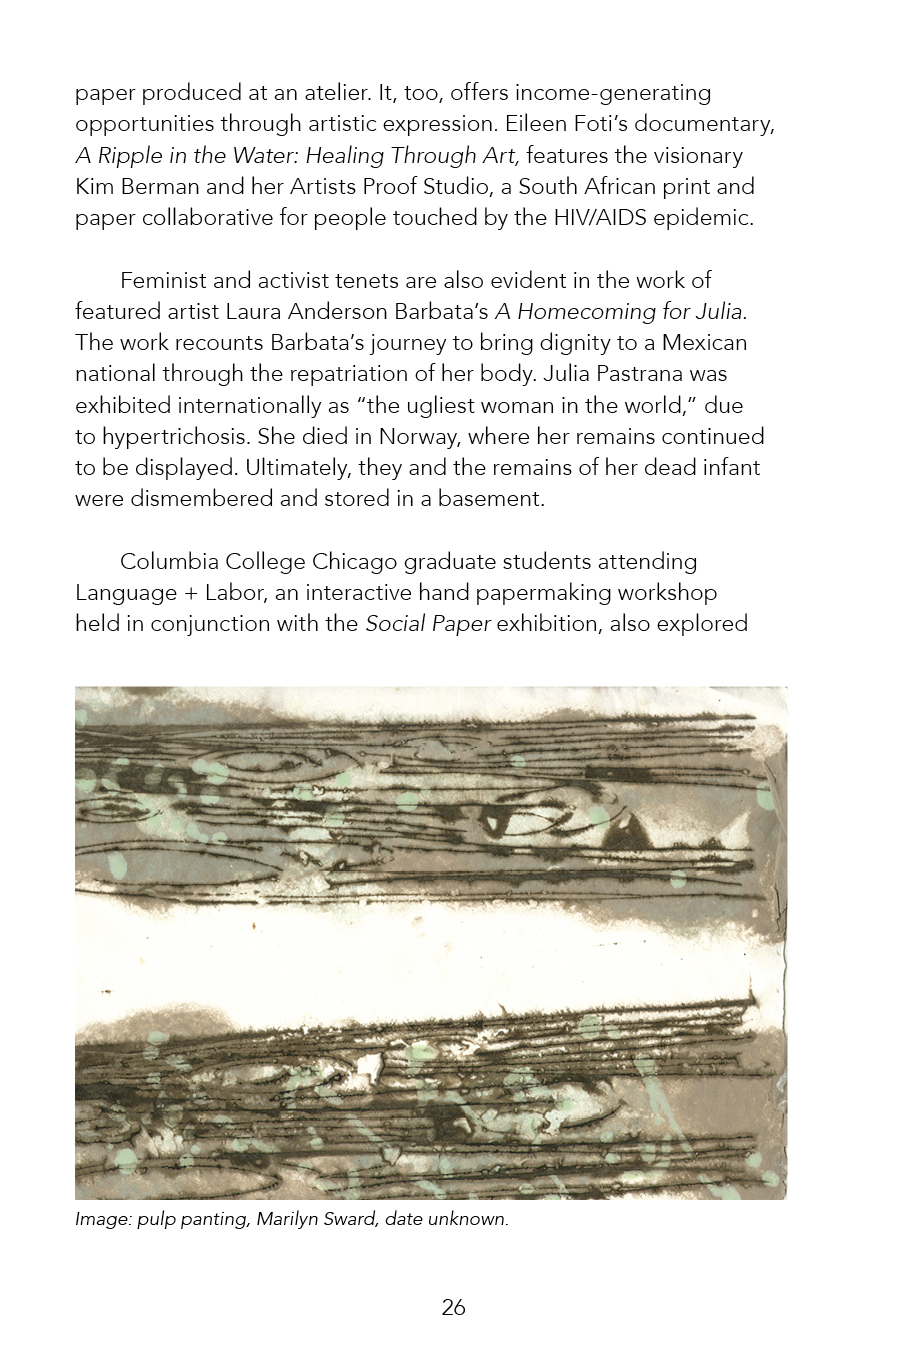 paper produced at an atelier. It, too, offers income-generating
opportunities through artistic expression. Eileen Foti’s documentary,
A Ripple in the Water: Healing Through Art, features the visionary
Kim Berman and her Artists Proof Studio, a South African print and
paper collaborative for people touched by the HIV/AIDS epidemic.
Feminist and activist tenets are also evident in the work of
featured artist Laura Anderson Barbata’s A Homecoming for Julia.
The work recounts Barbata’s journey to bring dignity to a Mexican
national through the repatriation of her body. Julia Pastrana was
exhibited internationally as “the ugliest woman in the world,” due
to hypertrichosis. She died in Norway, where her remains continued
to be displayed. Ultimately, they and the remains of her dead infant
were dismembered and stored in a basement.
Columbia College Chicago graduate students attending
Language + Labor, an interactive hand papermaking workshop
held in conjunction with the Social Paper exhibition, also explored
Image: pulp panting, Marilyn Sward, date unknown.
26